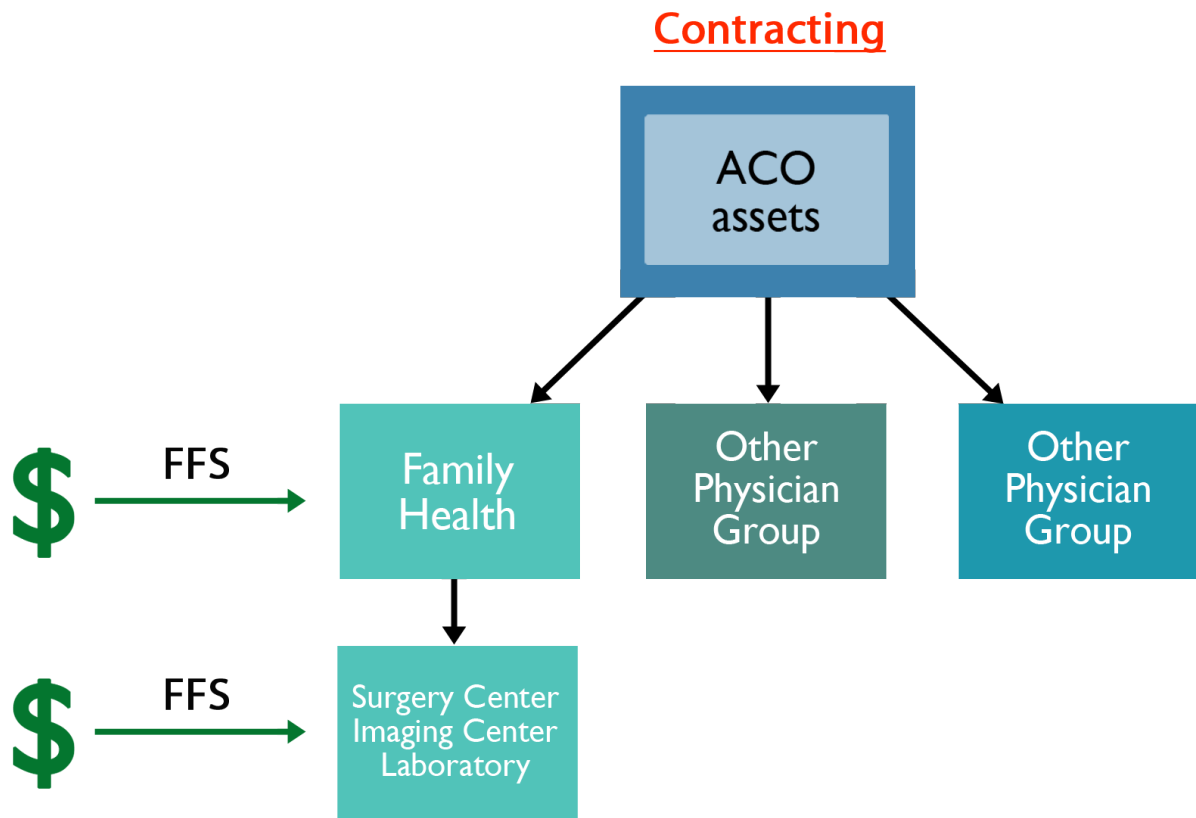 Contracting
ACO
assets
$
FFS
Family
Health
Other
Physician
Group
Other
Physician
Group
$
FFS
Surgery Center
Imaging Center
Laboratory